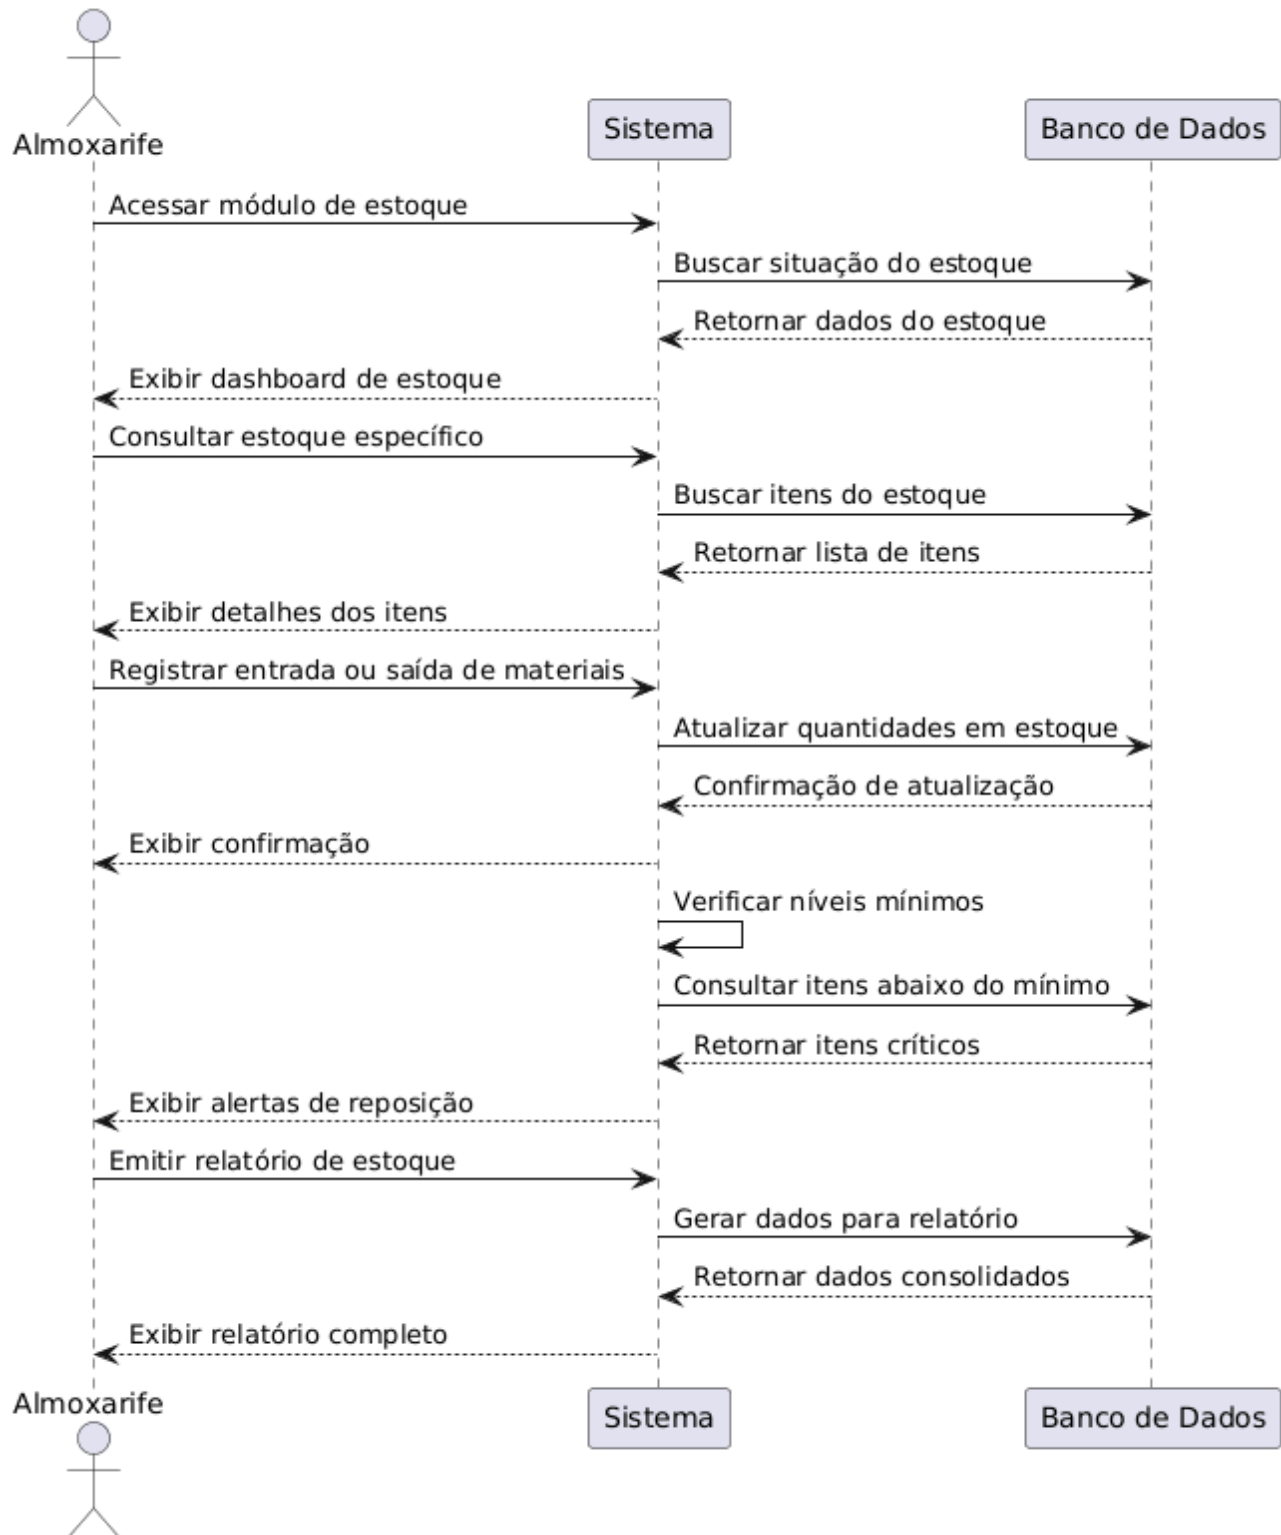 Almoxarife
Sistema
Banco de Dados
Acessar módulo de estoque
Buscar situação do estoque
Retornar dados do estoque
Exibir dashboard de estoque
Consultar estoque específico
Buscar itens do estoque
Retornar lista de itens
Exibir detalhes dos itens
Registrar entrada ou saída de materiais
Atualizar quantidades em estoque
Confirmação de atualização
Exibir confirmação
Verificar níveis mínimos
Consultar itens abaixo do mínimo
Retornar itens críticos
Exibir alertas de reposição
Emitir relatório de estoque
Gerar dados para relatório
Retornar dados consolidados
Exibir relatório completo
Almoxarife
Sistema
Banco de Dados